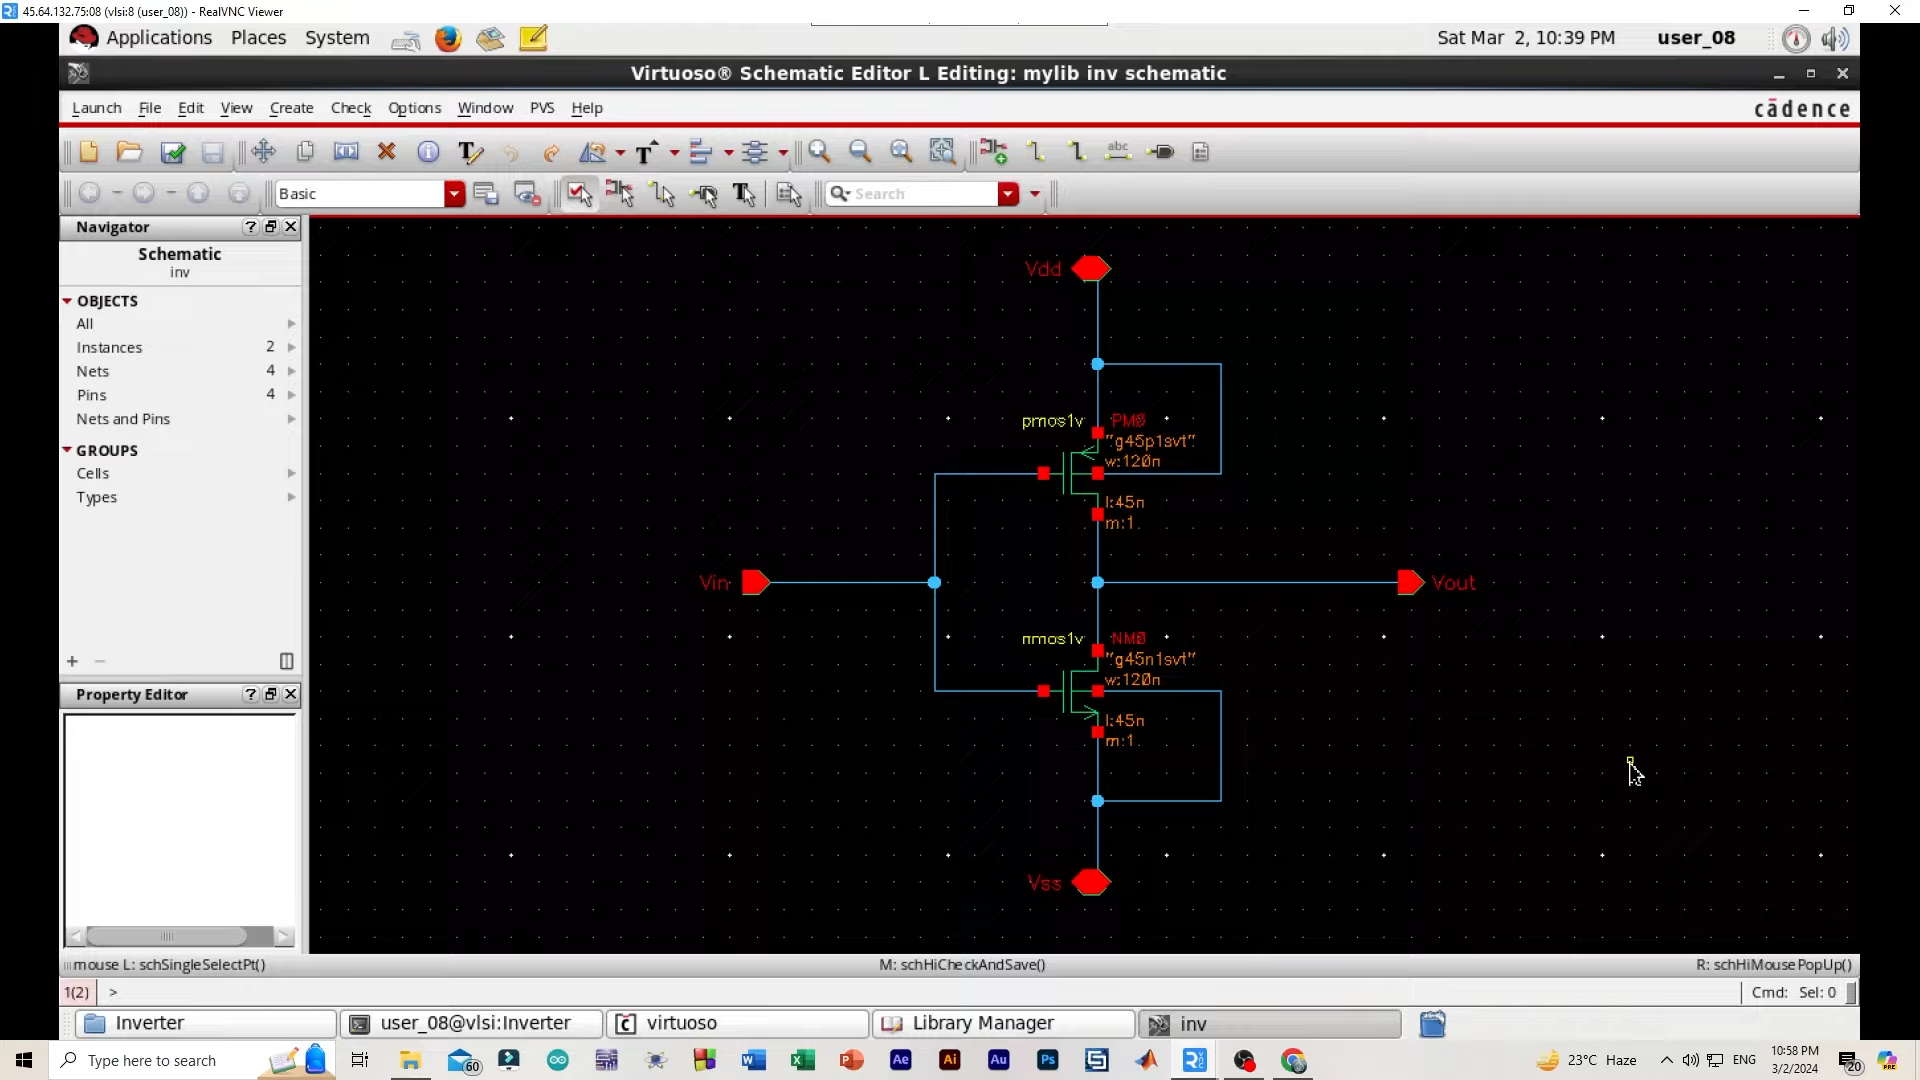 45.64.132.75:08 (vlsi:8 (user_08)) - RealVNC Viewer
Applications Places System Sat Mar 2, 10:39 PM user_08
Virtuoso® Schematic Editor L Editing: mylib inv schematic
Launch File Edit View Create Check Options Window PVS Help cādence
abc
Basic Search
Navigator
Schematic
inv
OBJECTS
All
Instances 2
Nets 4
Pins 4
Nets and Pins
GROUPS
Cells
Types
Property Editor
Vdd
pmos1v PM0
"g45p1svt"
w:120n
l:45n
m:1
Vin
Vout
nmos1v NM0
"g45n1svt"
w:120n
l:45n
m:1
Vss
mouse L: schSingleSelectPt() M: schHiCheckAndSave() R: schHiMousePopUp()
1(2) > Cmd: Sel: 0
Inverter user_08@vlsi:Inverter virtuoso Library Manager inv
Type here to search 60 Ae Ai Au Ps 23°C Haze ENG 10:58 PM
3/2/2024 20